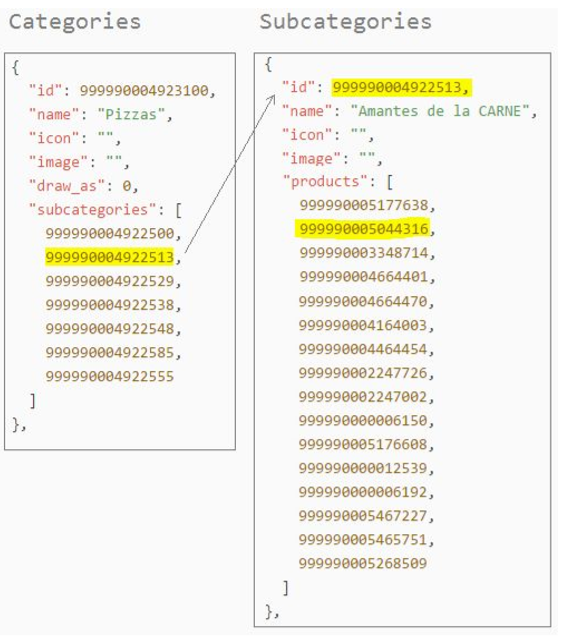 Categories
{
"id": 999990004923100,
"name": "Pizzas",
"icon": "",
"image": "",
"draw_as": 0,
"subcategories": [
999990004922500,
999990004922513,
999990004922529,
999990004922538,
999990004922548,
999990004922585,
999990004922555
]
},
Subcategories
{
"id": 999990004922513,
"name": "Amantes de la CARNE",
"icon": "",
"image": "",
"products": [
999990005177638,
999990005044316,
999990003348714,
999990004664401,
999990004664470,
999990004164003,
999990004464454,
999990002247726,
999990002247002,
999990000006150,
999990005176608,
999990000012539,
999990000006192,
999990005467227,
999990005465751,
999990005268509
]
},